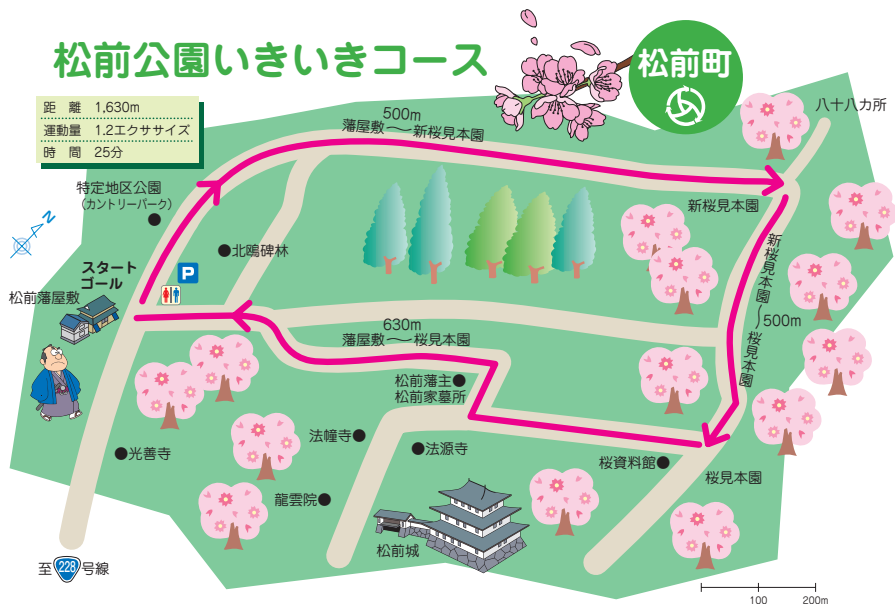 松前公園いきいきコース
松前町
距　離　1,630m
運動量　1.2エクササイズ
時　間　25分
500m
藩屋敷〜新桜見本園
八十八カ所
特定地区公園
(カントリーパーク)
新桜見本園
N
北鴎碑林
P
スタート
ゴール
松前藩屋敷
新桜見本園〜桜見本園
500m
630m
藩屋敷〜桜見本園
松前藩主
松前家墓所
法幢寺
法源寺
光善寺
桜資料館
桜見本園
龍雲院
松前城
至228号線
100
200m